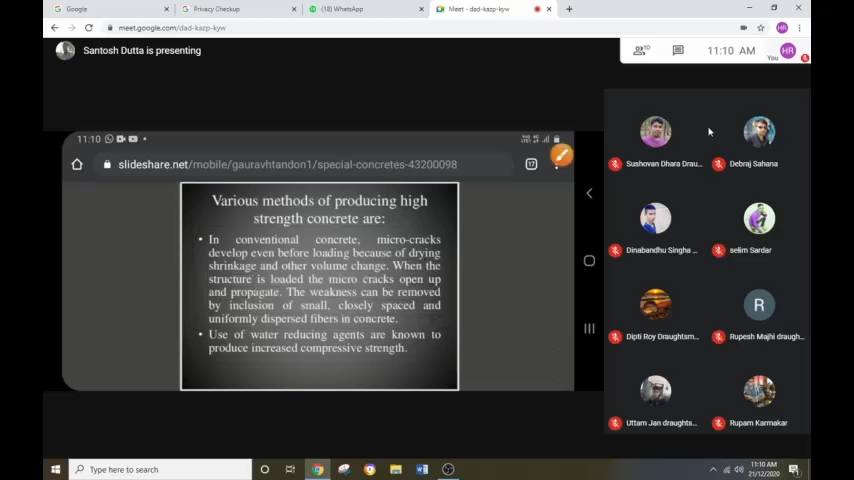 Google
Privacy Checkup
(18) WhatsApp
Meet - dad-kazp-kyw
meet.google.com/dad-kazp-kyw
HR
Santosh Dutta is presenting
10
11:10 AM
You
HR
11:10
slideshare.net/mobile/gauravhtandon1/special-concretes-43200098
17
Various methods of producing high
strength concrete are:
• In conventional concrete, micro-cracks
develop even before loading because of drying
shrinkage and other volume change. When the
structure is loaded the micro cracks open up
and propagate. The weakness can be removed
by inclusion of small, closely spaced and
uniformly dispersed fibers in concrete.
• Use of water reducing agents are known to
produce increased compressive strength.
Sushovan Dhara Drau...
Debraj Sahana
Dinabandhu Singha ...
selim Sardar
Dipti Roy Draughtsm...
R
Rupesh Majhi draugh...
Uttam Jan draughts...
Rupam Karmakar
Type here to search
11:10 AM
21/12/2020